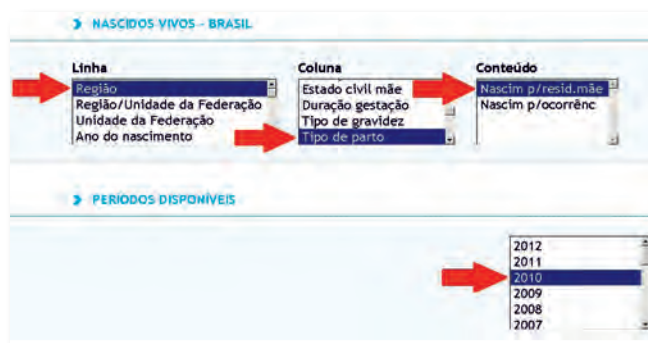 NASCIDOS VIVOS - BRASIL
Linha
Região
Região/Unidade da Federação
Unidade da Federação
Ano do nascimento
Coluna
Estado civil mãe
Duração gestação
Tipo de gravidez
Tipo de parto
Conteúdo
Nascim p/resid.mãe
Nascim p/ocorrênc
PERÍODOS DISPONÍVEIS
2012
2011
2010
2009
2008
2007